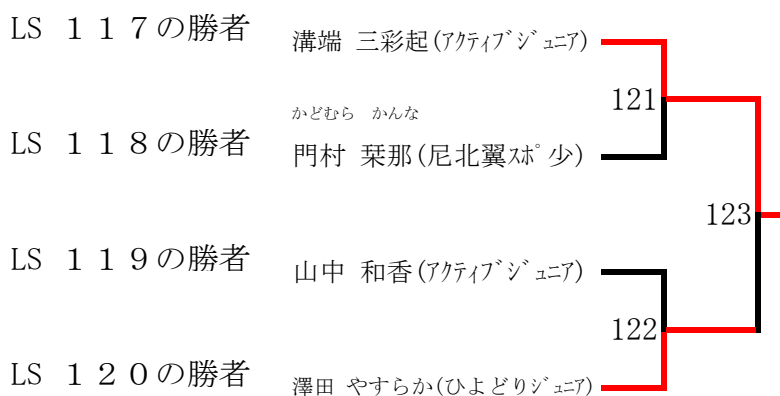 LS １１７の勝者 溝端 三彩起(ｱｸﾃｨﾌﾞｼﾞｭﾆｱ)
121
かどむら かんな
LS １１８の勝者 門村 栞那(尼北翼ｽﾎﾟ少)
123
LS １１９の勝者 山中 和香(ｱｸﾃｨﾌﾞｼﾞｭﾆｱ)
122
LS １２０の勝者 澤田 やすらか(ひよどりｼﾞｭﾆｱ)